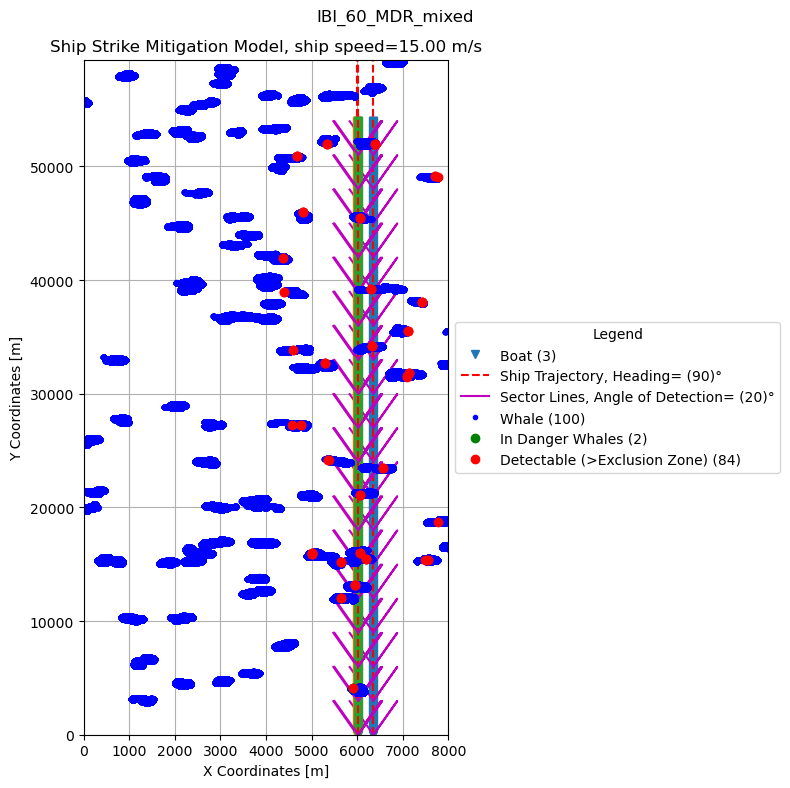 IBI_60_MDR_mixed
Ship Strike Mitigation Model, ship speed=15.00 m/s
Y Coordinates [m]
50000
40000
30000
20000
10000
0
0 1000 2000 3000 4000 5000 6000 7000 8000
X Coordinates [m]
Legend
Boat (3)
Ship Trajectory, Heading= (90)°
Sector Lines, Angle of Detection= (20)°
Whale (100)
In Danger Whales (2)
Detectable (>Exclusion Zone) (84)